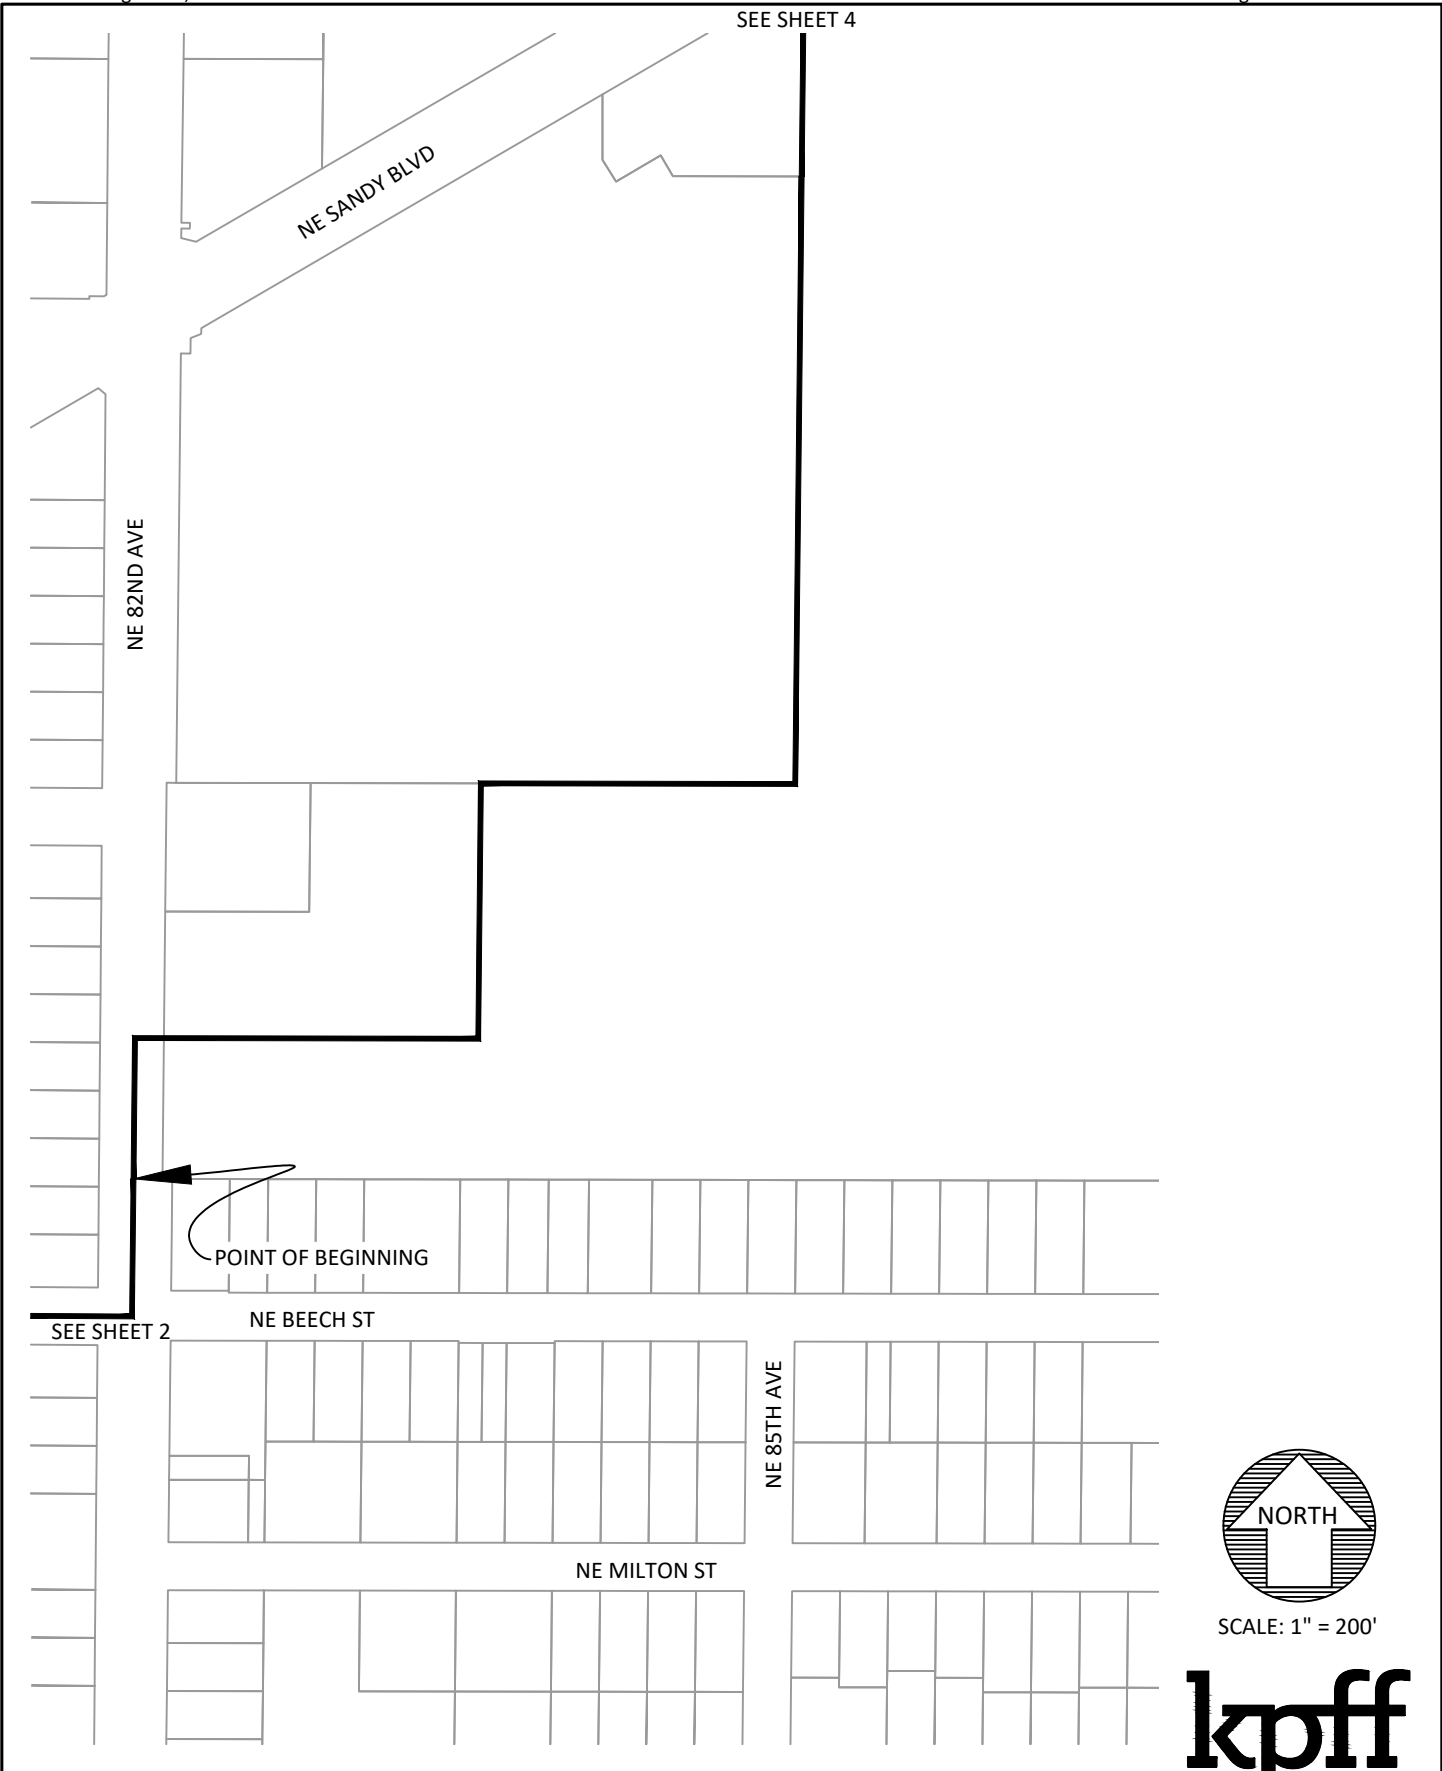 SEE SHEET 4
NE SANDY BLVD
NE 82ND AVE
POINT OF BEGINNING
NE BEECH ST
SEE SHEET 2
NE 85TH AVE
NORTH
NE MILTON ST
SCALE: 1" = 200'
kpff